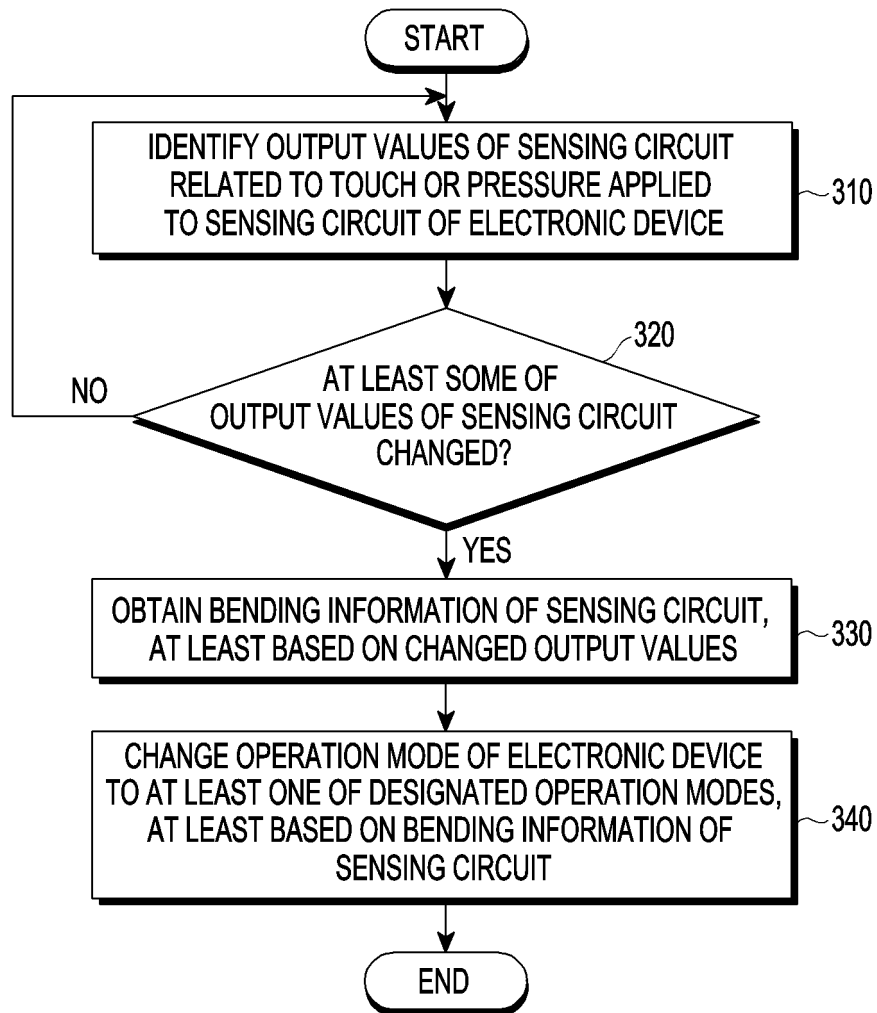 START
IDENTIFY OUTPUT VALUES OF SENSING CIRCUIT
RELATED TO TOUCH OR PRESSURE APPLIED
TO SENSING CIRCUIT OF ELECTRONIC DEVICE
310
320
AT LEAST SOME OF
OUTPUT VALUES OF SENSING CIRCUIT
CHANGED?
NO
YES
OBTAIN BENDING INFORMATION OF SENSING CIRCUIT,
AT LEAST BASED ON CHANGED OUTPUT VALUES
330
CHANGE OPERATION MODE OF ELECTRONIC DEVICE
TO AT LEAST ONE OF DESIGNATED OPERATION MODES,
AT LEAST BASED ON BENDING INFORMATION OF
SENSING CIRCUIT
340
END